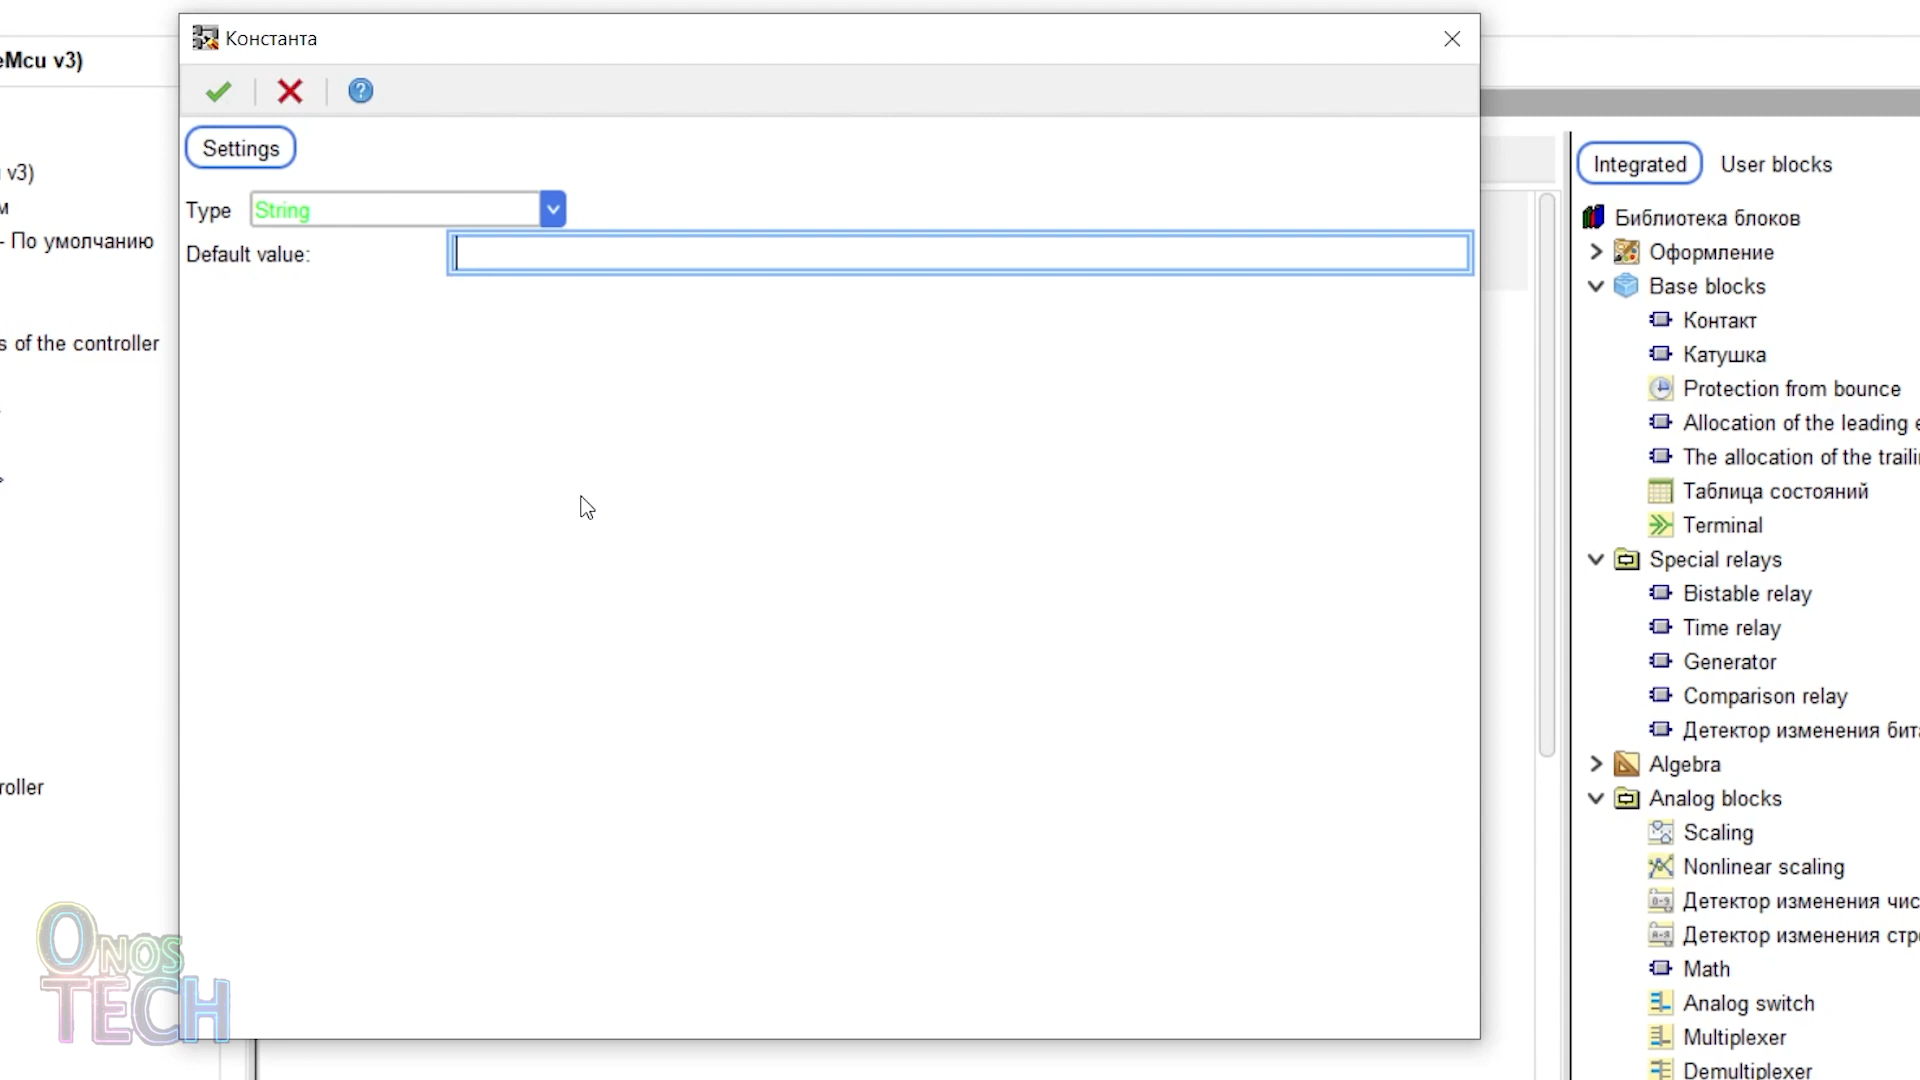 Константа
eMcu v3)
Settings
Type String
Default value:
v3)
м
- По умолчанию
s of the controller
roller
Integrated User blocks
Библиотека блоков
Оформление
Base blocks
Контакт
Катушка
Protection from bounce
Allocation of the leading e
The allocation of the traili
Таблица состояний
Terminal
Special relays
Bistable relay
Time relay
Generator
Comparison relay
Детектор изменения бита
Algebra
Analog blocks
Scaling
Nonlinear scaling
Детектор изменения чис
Детектор изменения стро
Math
Analog switch
Multiplexer
Demultiplexer
ONOS
TECH